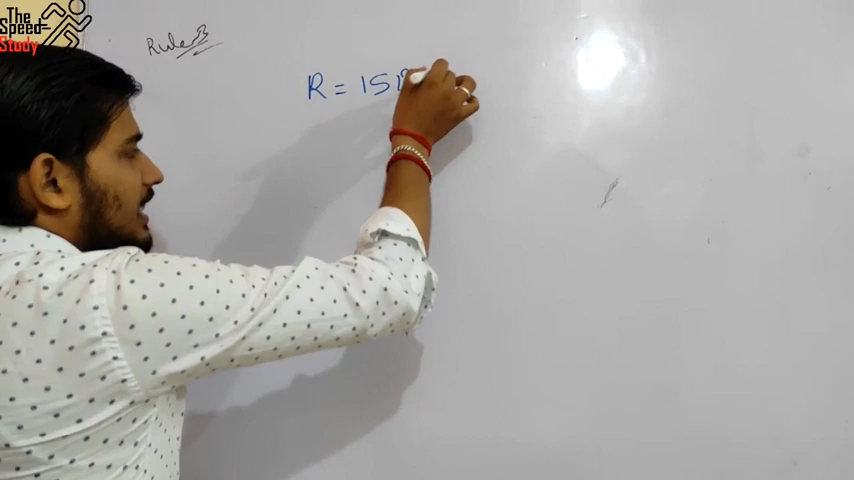 The
Speed
Study
Rule 3
R = 15